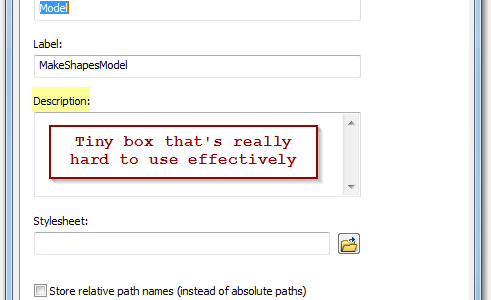 Model
Label:
MakeShapesModel
Description:
Tiny box that's really
hard to use effectively
Stylesheet:
Store relative path names (instead of absolute paths)